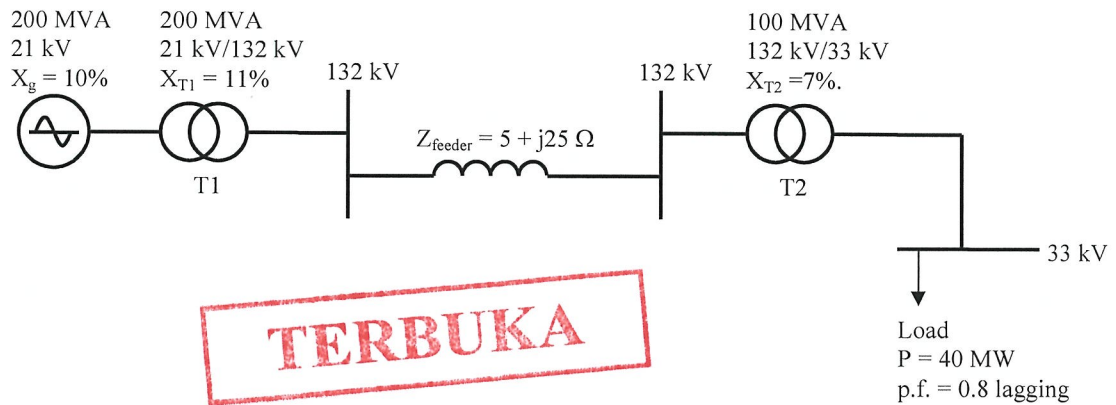 200 MVA
21 kV
X_g = 10%
200 MVA
21 kV/132 kV
X_T1 = 11%
T1
132 kV
Z_feeder = 5 + j25 Ω
132 kV
100 MVA
132 kV/33 kV
X_T2 =7%.
T2
33 kV
Load
P = 40 MW
p.f. = 0.8 lagging
TERBUKA